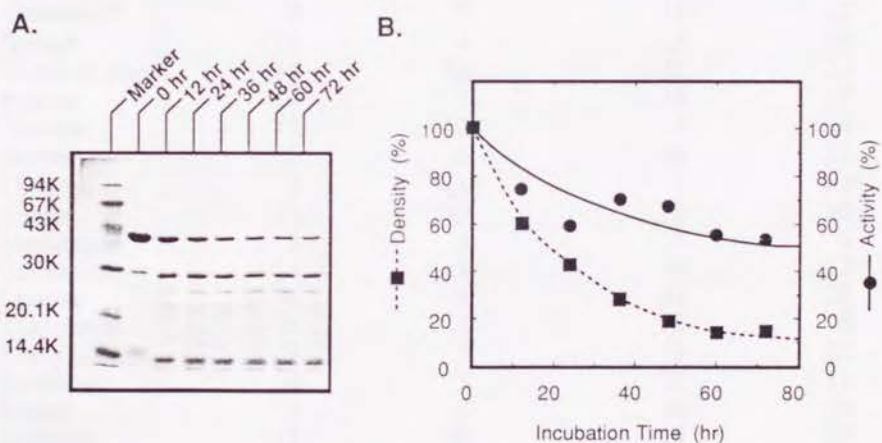 A.
Marker
0 hr
12 hr
24 hr
36 hr
48 hr
60 hr
72 hr
94K
67K
43K
30K
20.1K
14.4K
B.
Density (%)
100
80
60
40
20
0
100
80
60
40
20
0
Activity (%)
0 20 40 60 80
Incubation Time (hr)